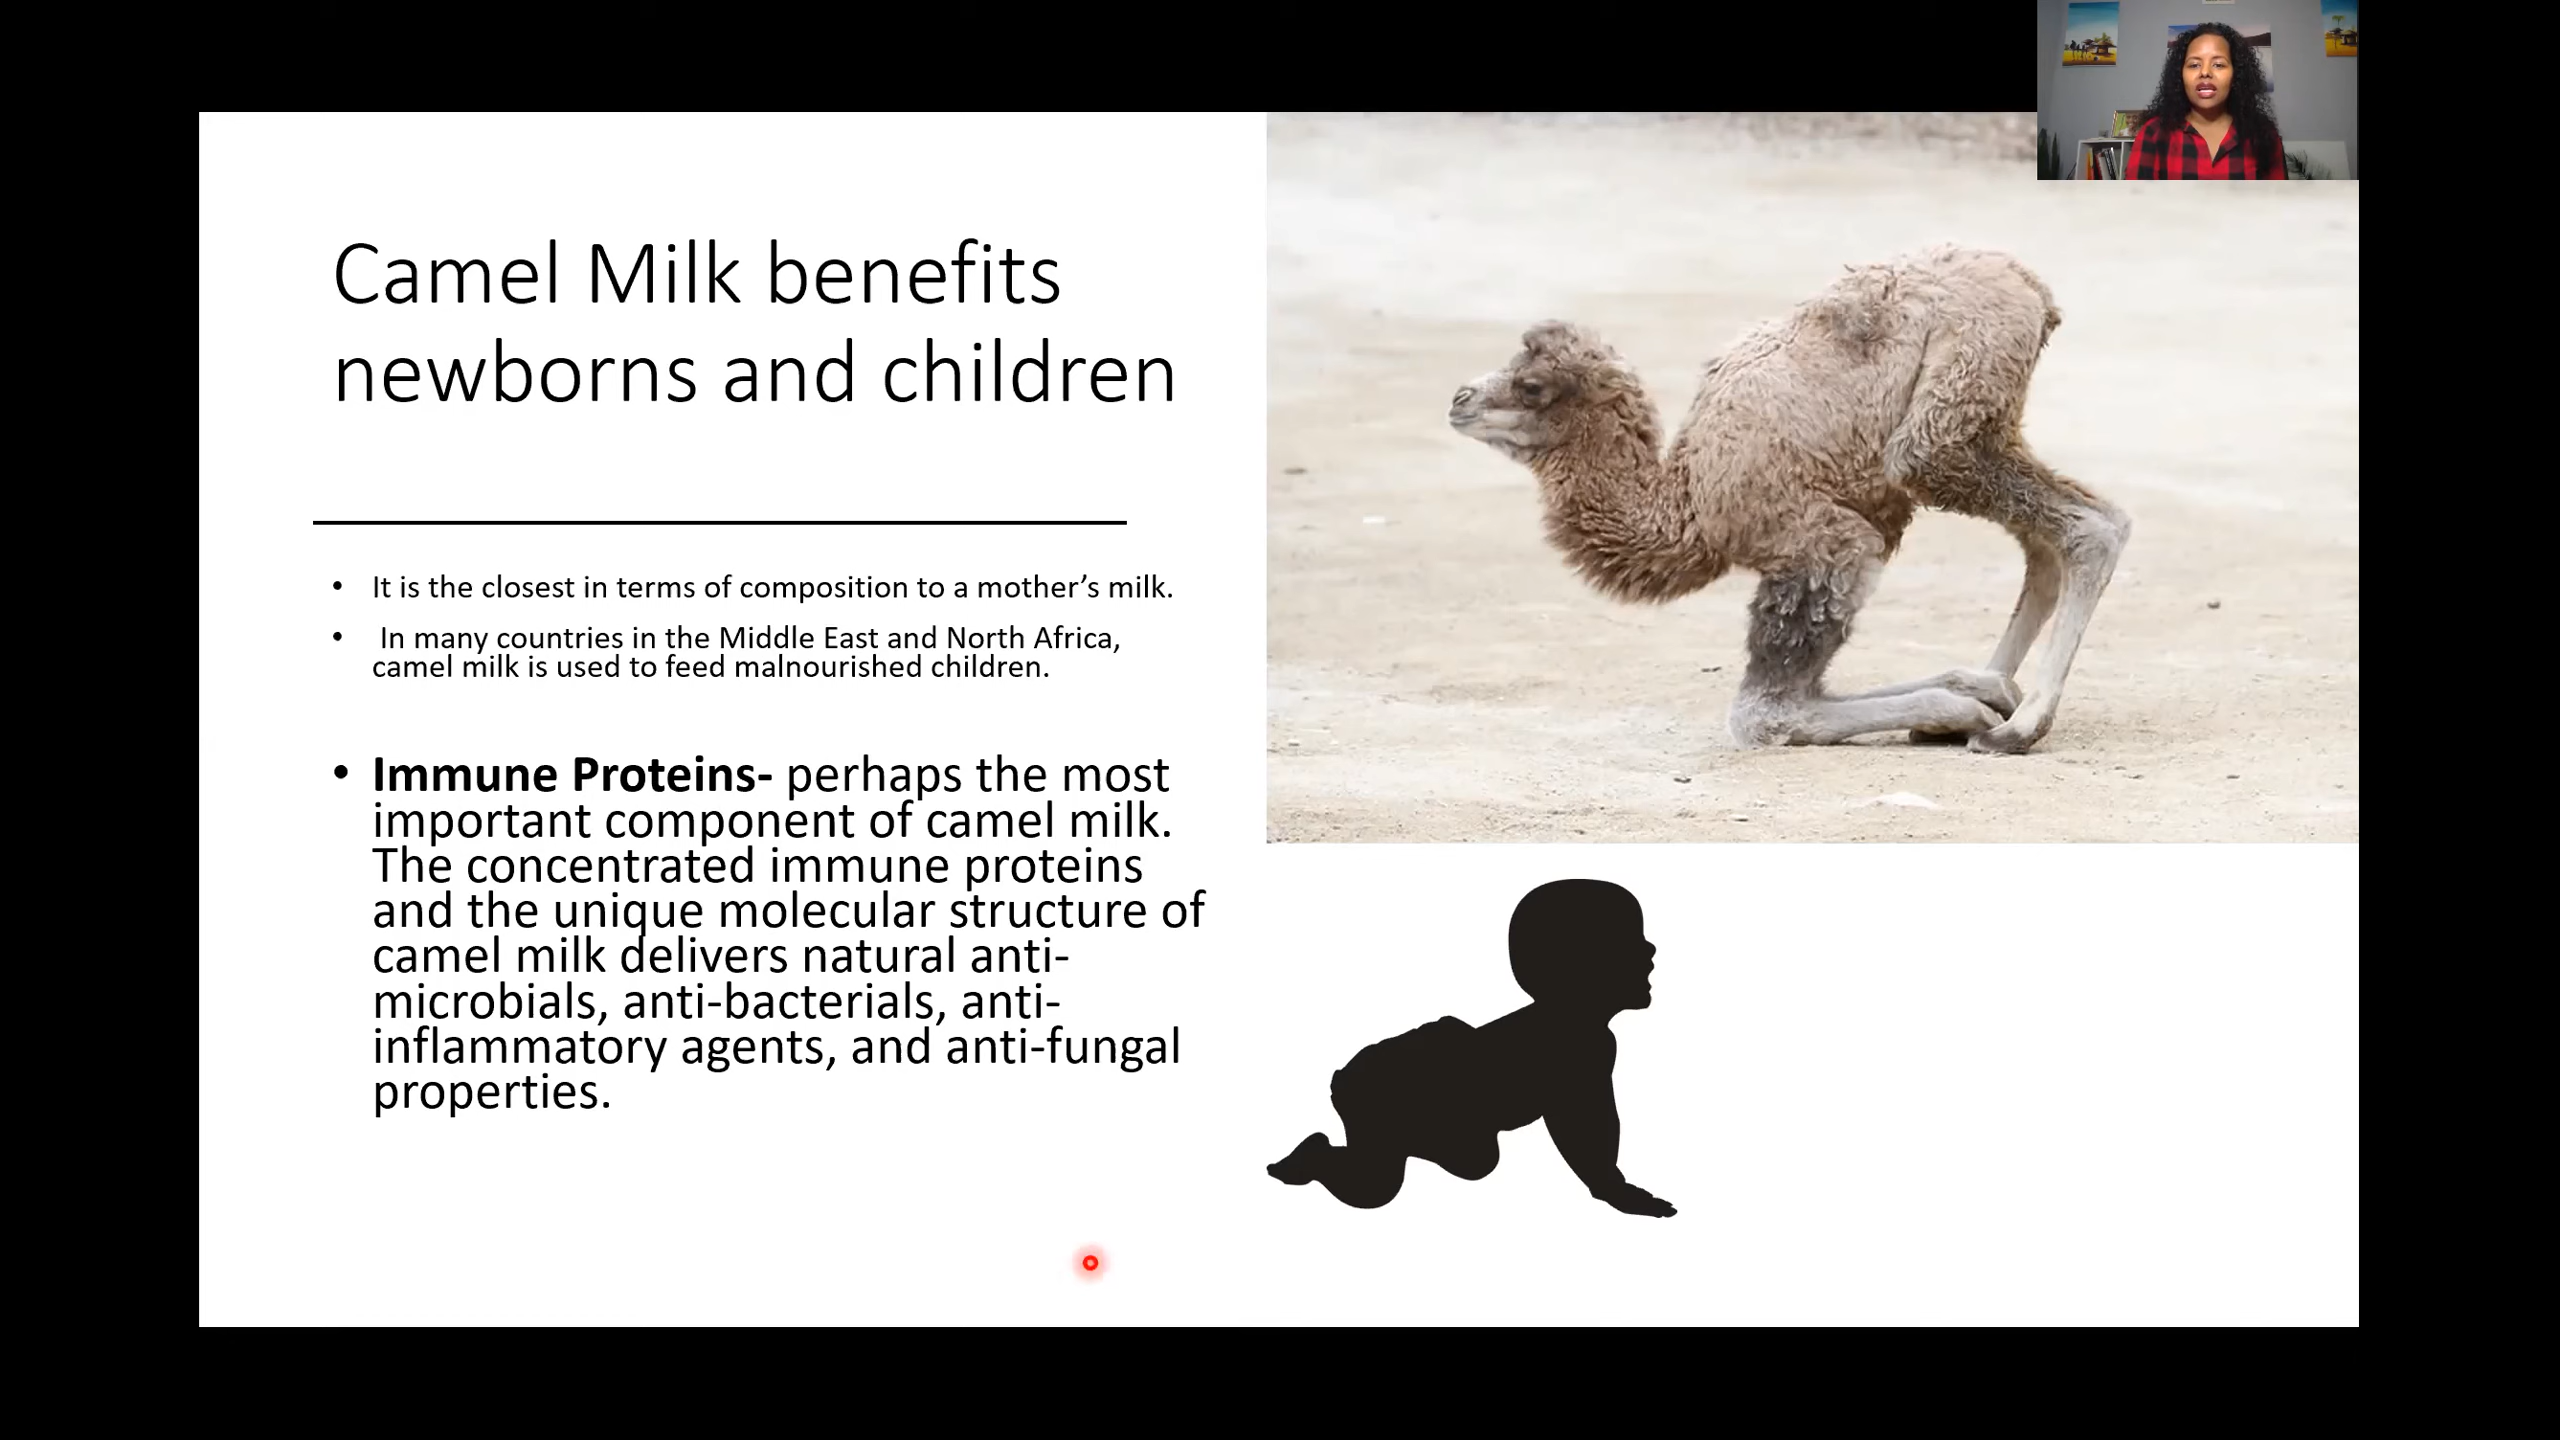 Camel Milk benefits
newborns and children
• It is the closest in terms of composition to a mother’s milk.
• In many countries in the Middle East and North Africa,
camel milk is used to feed malnourished children.
• Immune Proteins- perhaps the most
important component of camel milk.
The concentrated immune proteins
and the unique molecular structure of
camel milk delivers natural anti-
microbials, anti-bacterials, anti-
inflammatory agents, and anti-fungal
properties.